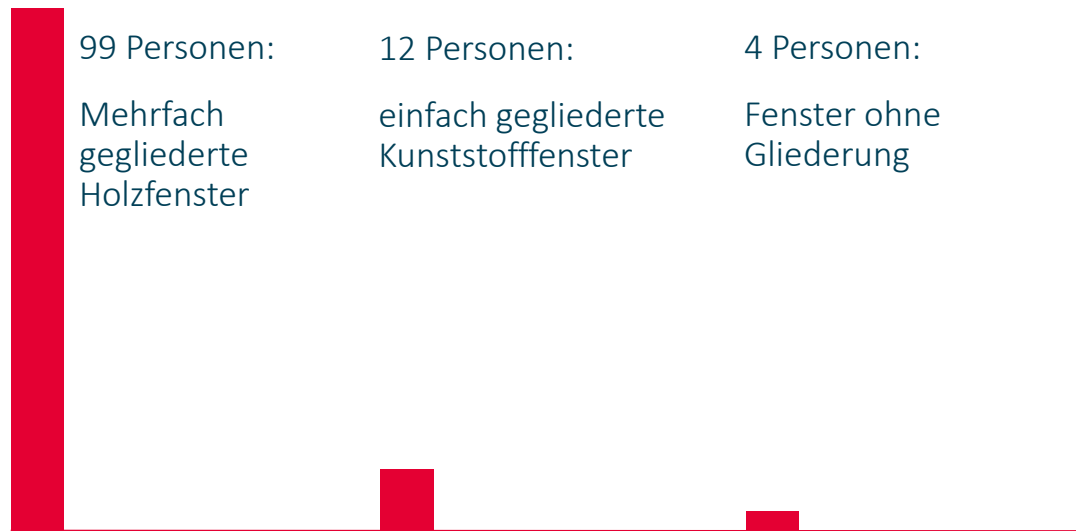 99 Personen:
Mehrfach
gegliederte
Holzfenster
12 Personen:
einfach gegliederte
Kunststofffenster
4 Personen:
Fenster ohne
Gliederung